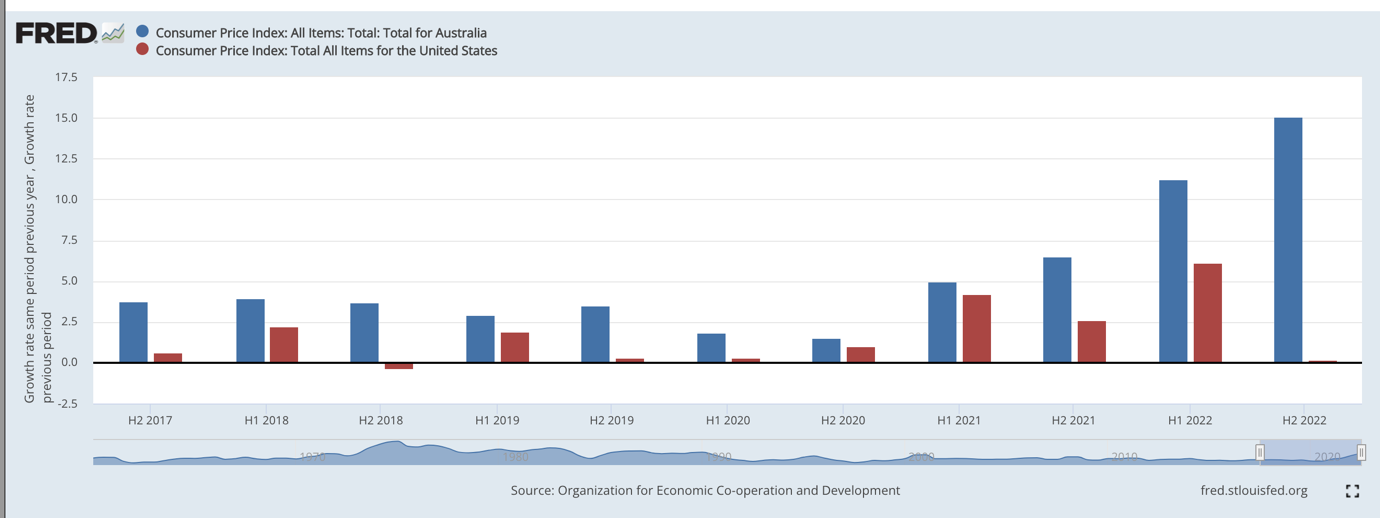 FRED
Consumer Price Index: All Items: Total: Total for Australia
Consumer Price Index: Total All Items for the United States
Growth rate same period previous year , Growth rate
previous period
17.5
15.0
12.5
10.0
7.5
5.0
2.5
0.0
-2.5
H2 2017 H1 2018 H2 2018 H1 2019 H2 2019 H1 2020 H2 2020 H1 2021 H2 2021 H1 2022 H2 2022
1970 1980 1990 2000 2010 2020
Source: Organization for Economic Co-operation and Development
fred.stlouisfed.org